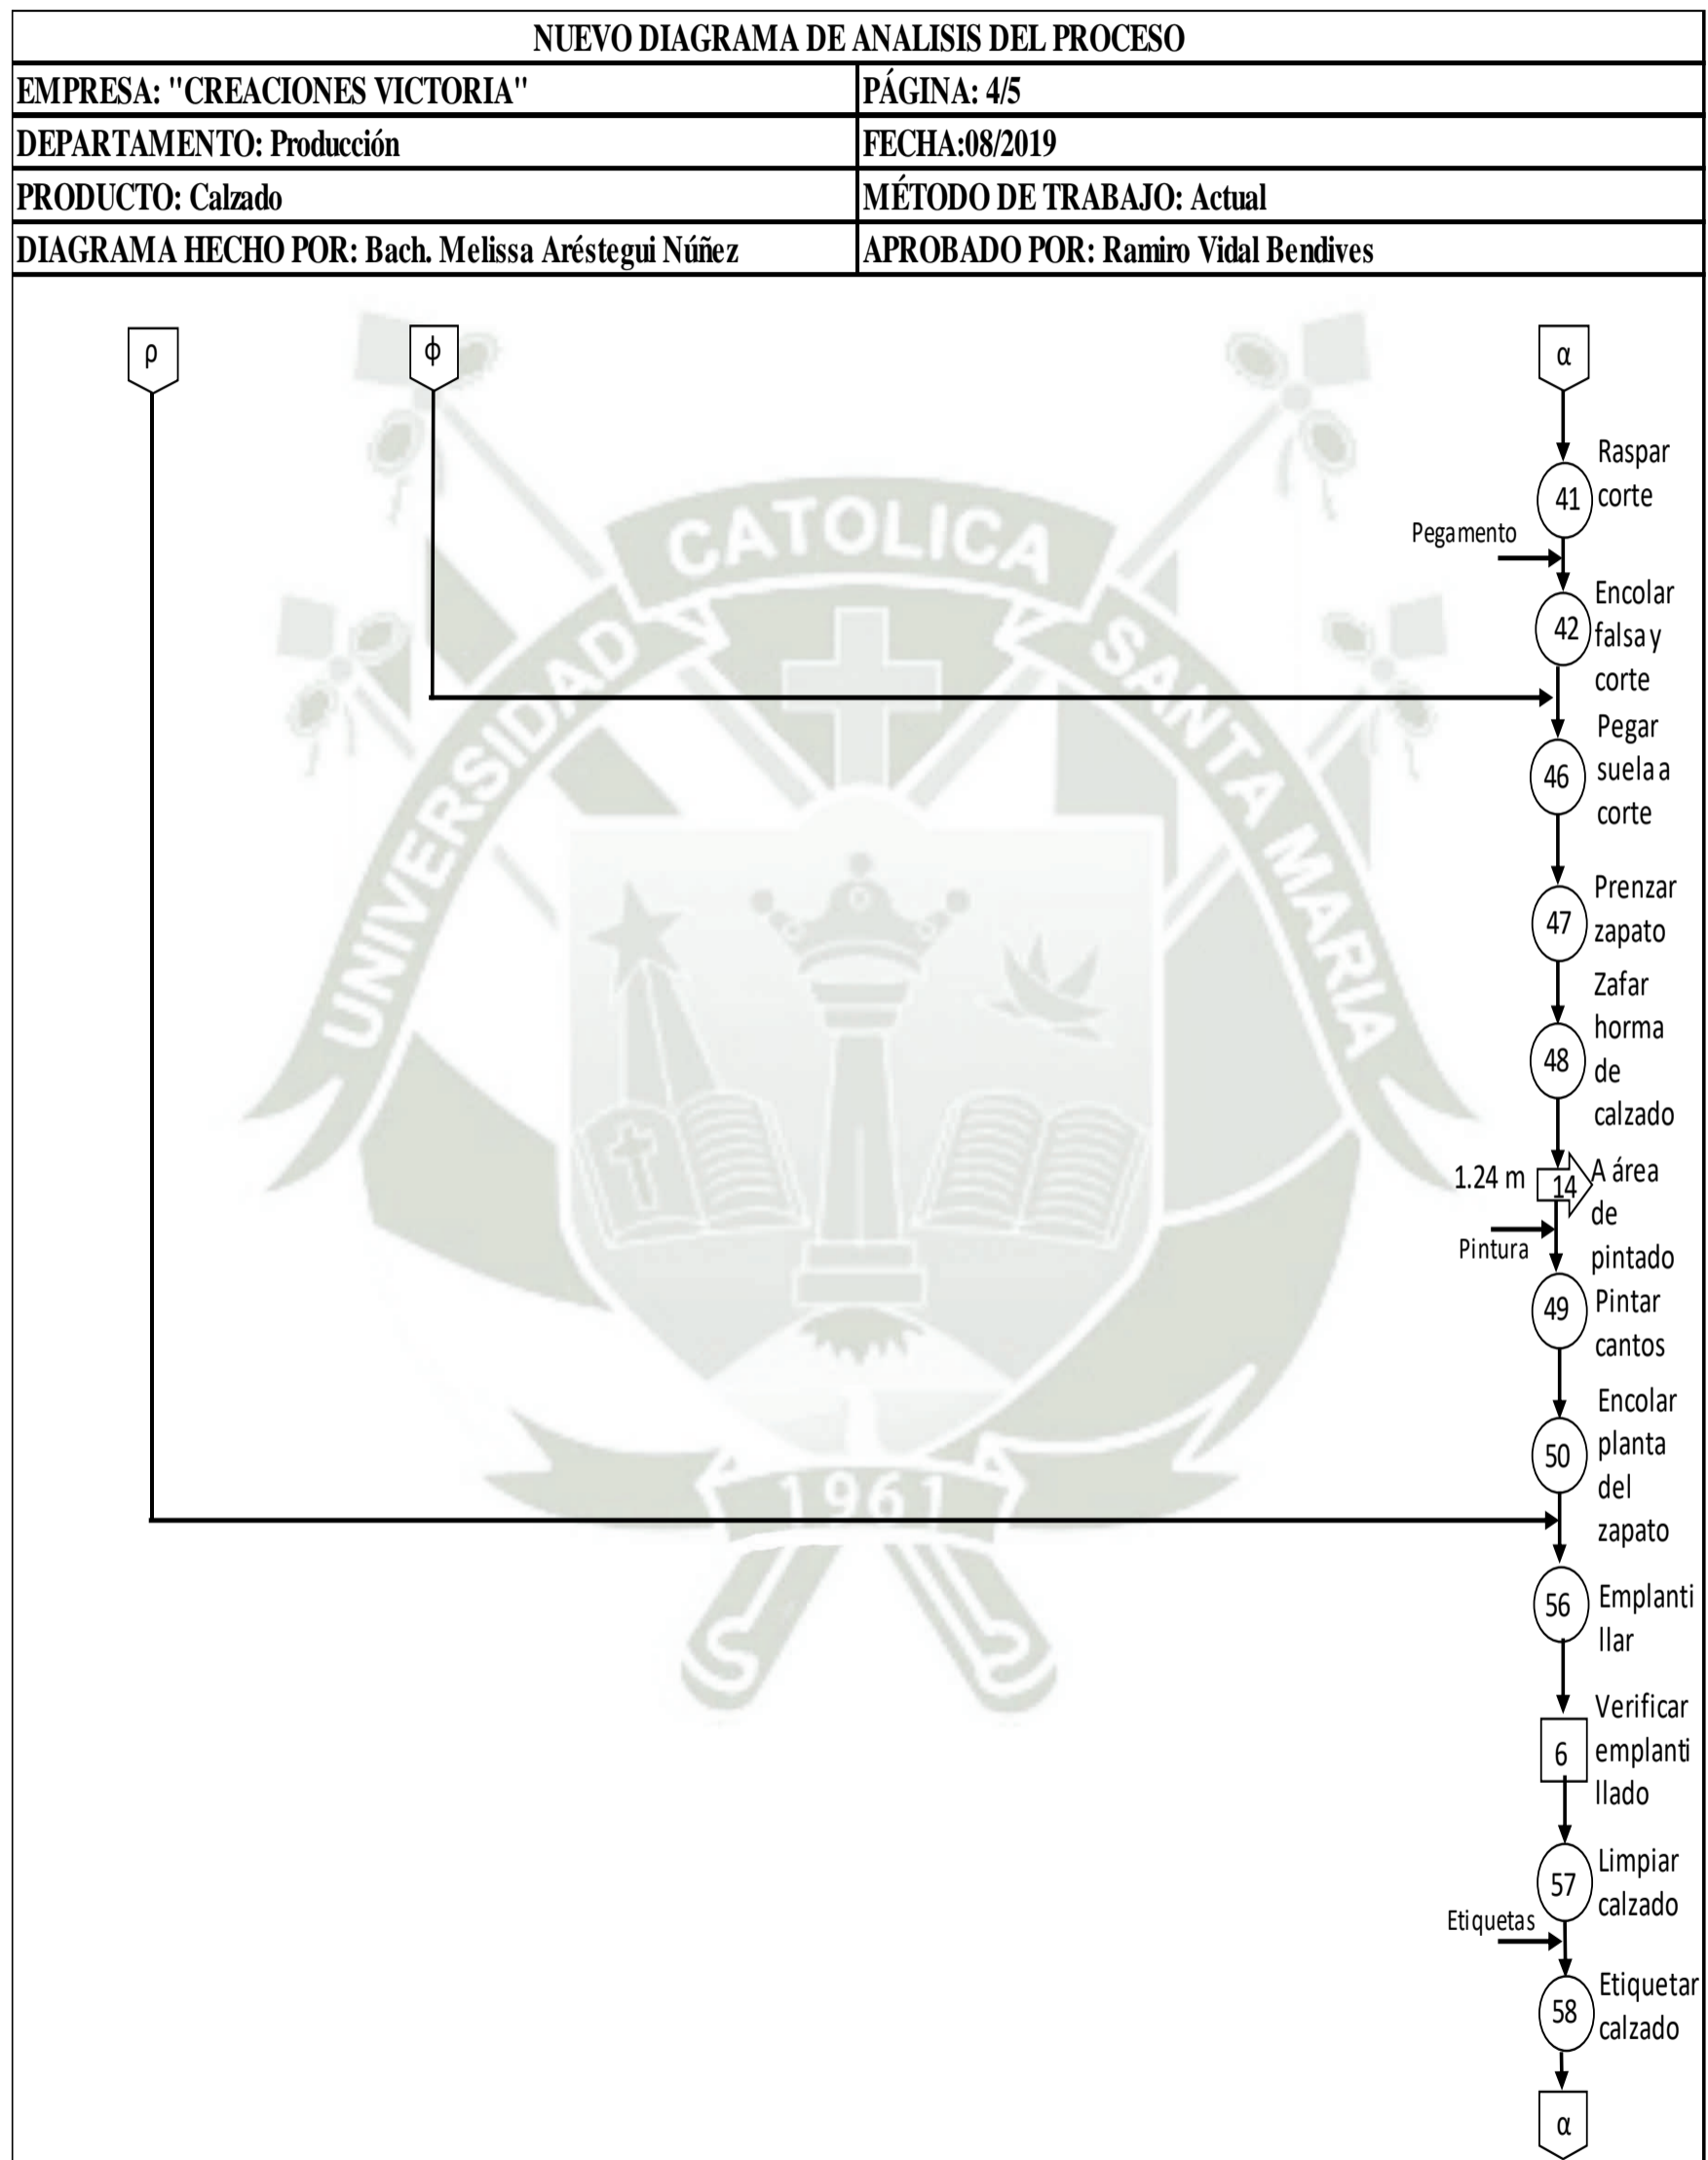 NUEVO DIAGRAMA DE ANALISIS DEL PROCESO
EMPRESA: "CREACIONES VICTORIA"
PÁGINA: 4/5
DEPARTAMENTO: Producción
FECHA:08/2019
PRODUCTO: Calzado
MÉTODO DE TRABAJO: Actual
DIAGRAMA HECHO POR: Bach. Melissa Aréstegui Núñez
APROBADO POR: Ramiro Vidal Bendives
ρ
ф
α
UNIVERSIDAD
CATOLICA
SANTA MARIA
1961
Raspar
corte
41
Pegamento
Encolar
falsa y
corte
42
Pegar
suela a
corte
46
Prenzar
zapato
47
Zafar
horma
de
calzado
48
1.24 m
14
A área
de
pintado
Pintura
49
Pintar
cantos
Encolar
planta
del
zapato
50
56
Emplanti
llar
Verificar
emplanti
llado
6
Limpiar
calzado
57
Etiquetas
Etiquetar
calzado
58
α